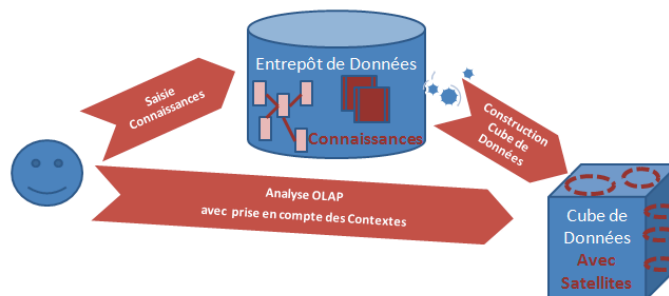 Entrepôt de Données
Connaissances
Saisie
Connaissances
Construction
Cube de
Données
Analyse OLAP
avec prise en compte des Contextes
Cube de
Données
Avec
Satellites